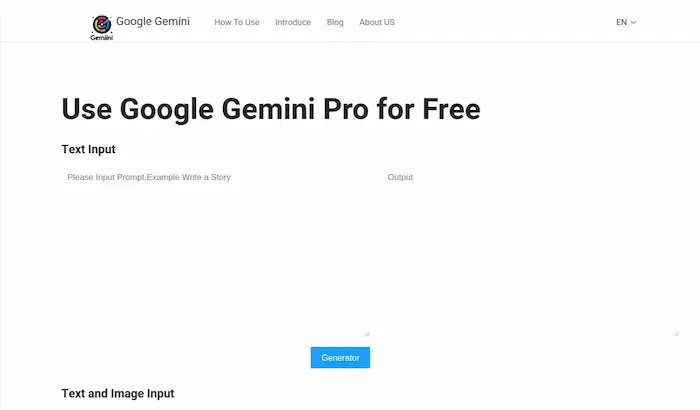 Gemiini
Google Gemini
How To Use
Introduce
Blog
About US
EN
Use Google Gemini Pro for Free
Text Input
Please Input Prompt,Example Write a Story
Output
Generator
Text and Image Input